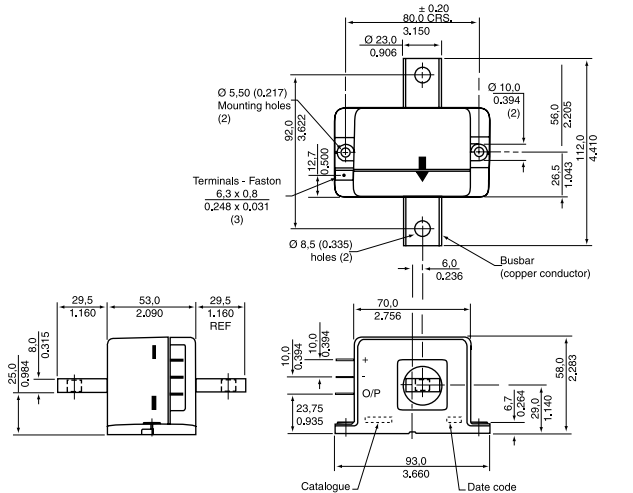 ± 0.20
80,0 CRS.
3.150
Ø 23,0
0.906
Ø 5,50 (0.217)
Mounting holes
(2)
Ø 10,0
0.394
(2)
92,0
3.622
12,7
0.500
56,0
2.205
112,0
4.410
26,5
1.043
Terminals - Faston
6,3 x 0,8
0.248 x 0.031
(3)
Ø 8,5 (0.335)
holes (2)
Busbar
(copper conductor)
6,0
0.236
29,5
1.160
53,0
2.090
29,5
1.160
REF
70,0
2.756
8,0
0.315
25,0
0.984
10,0
0.394
10,0
0.394
+
-
O/P
23,75
0.935
58,0
2.283
6,7
0.264
29,0
1.140
93,0
3.660
Catalogue
Date code